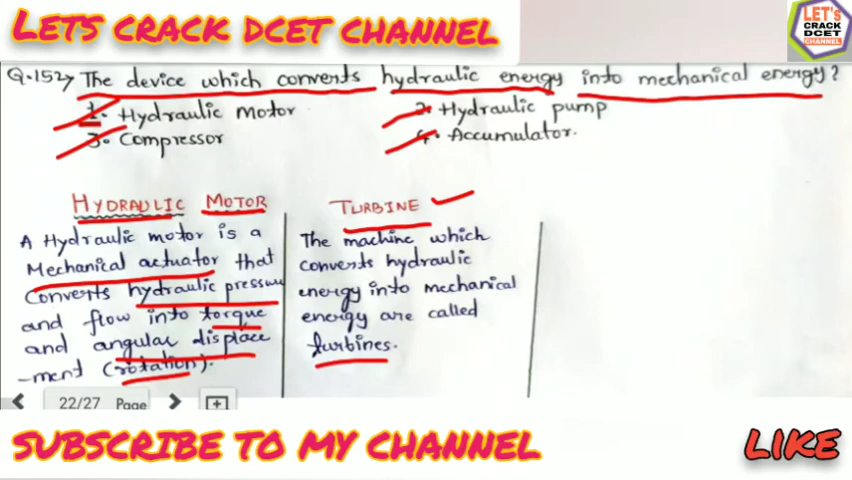 LETS CRACK DCET CHANNEL
LET'S
CRACK
DCET
CHANNEL
Q.152> The device which converts hydraulic energy into mechanical energy?
1. Hydraulic motor 2. Hydraulic pump
3. Compressor 4. Accumulator.
HYDRAULIC MOTOR
A Hydraulic motor is a
Mechanical actuator that
Converts hydraulic pressure
and flow into torque
and angular displace
-ment (rotation).
TURBINE
The machine which
converts hydraulic
energy into mechanical
energy are called
turbines.
22/27 Page
SUBSCRIBE TO MY CHANNEL
LIKE